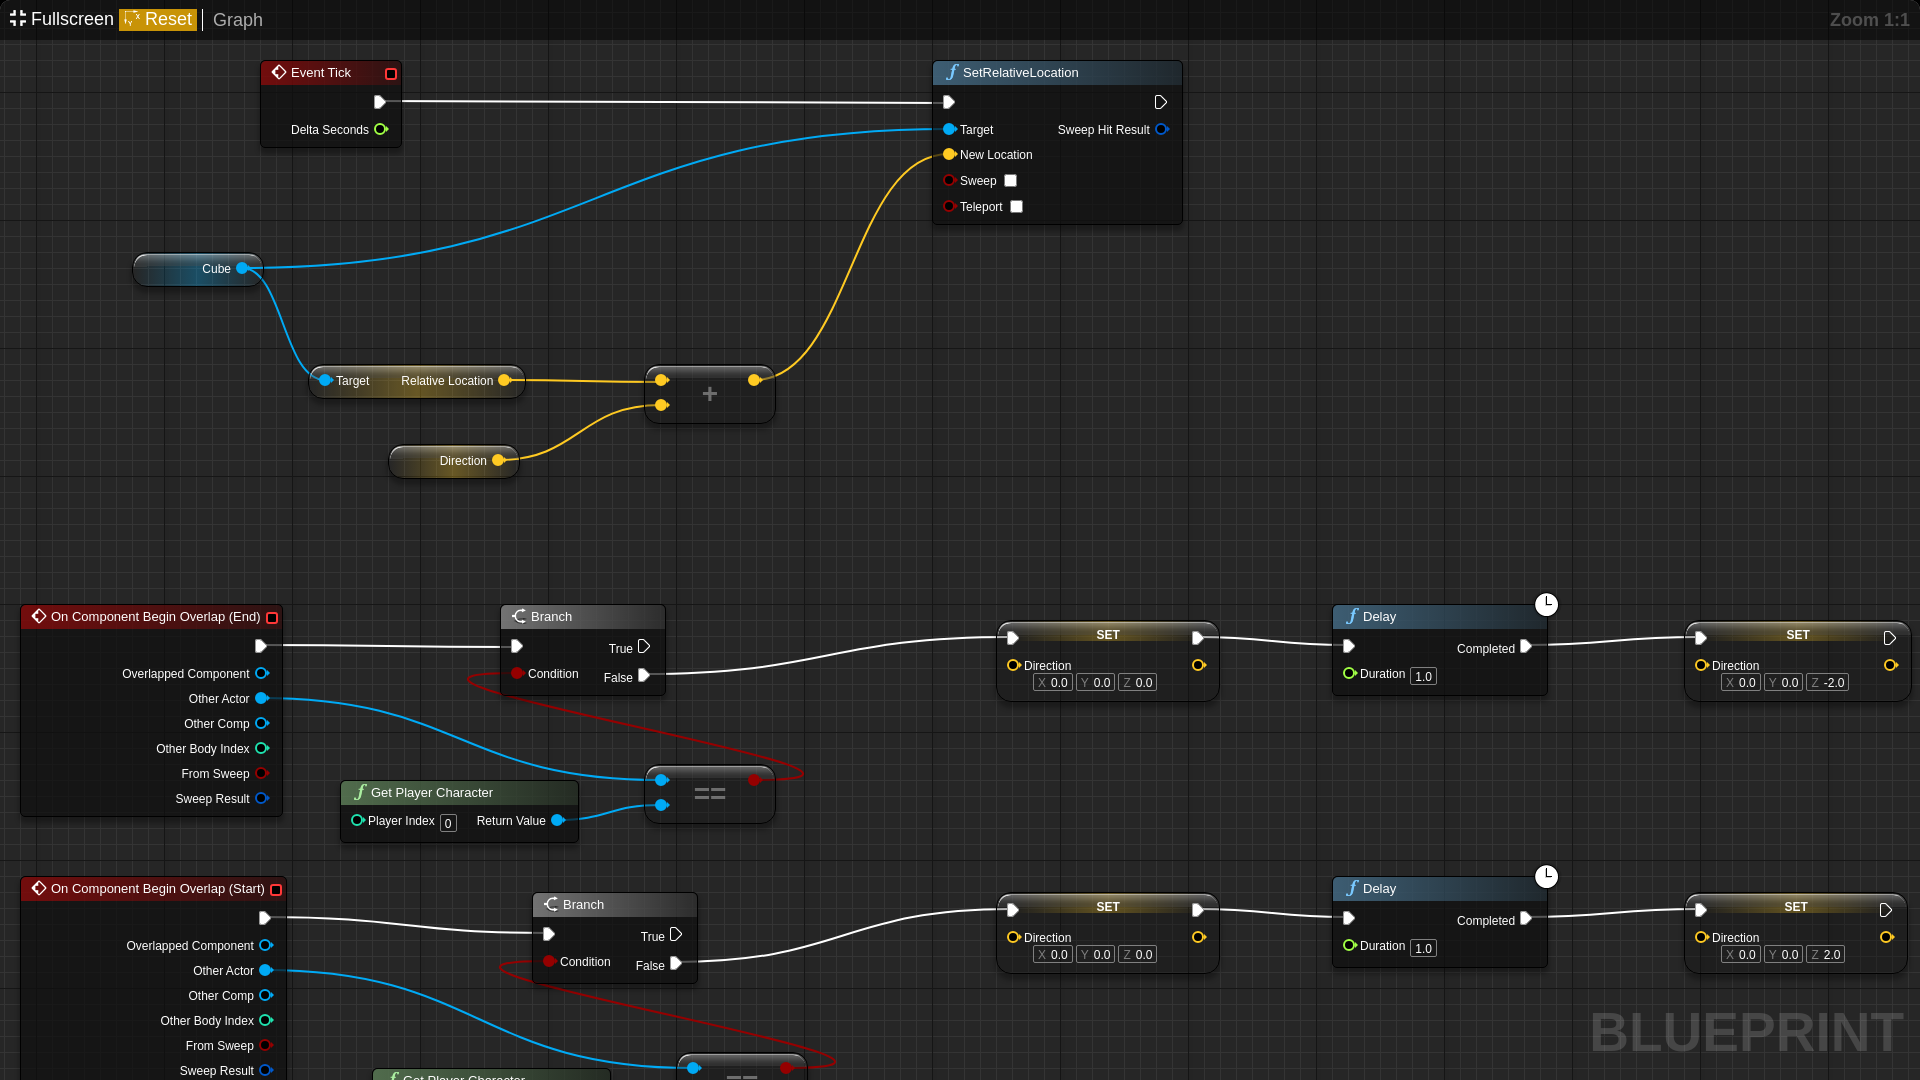 Fullscreen Reset Graph Zoom 1:1
Event Tick
Delta Seconds
SetRelativeLocation
Target Sweep Hit Result
New Location
Sweep
Teleport
Cube
Target Relative Location
+
Direction
On Component Begin Overlap (End)
Overlapped Component
Other Actor
Other Comp
Other Body Index
From Sweep
Sweep Result
Branch
True
Condition False
SET
Direction
X 0.0 Y 0.0 Z 0.0
Delay
Completed
Duration 1.0
SET
Direction
X 0.0 Y 0.0 Z -2.0
Get Player Character
Player Index 0 Return Value
==
On Component Begin Overlap (Start)
Overlapped Component
Other Actor
Other Comp
Other Body Index
From Sweep
Sweep Result
Branch
True
Condition False
SET
Direction
X 0.0 Y 0.0 Z 0.0
Delay
Completed
Duration 1.0
SET
Direction
X 0.0 Y 0.0 Z 2.0
Get Player Character
==
BLUEPRINT